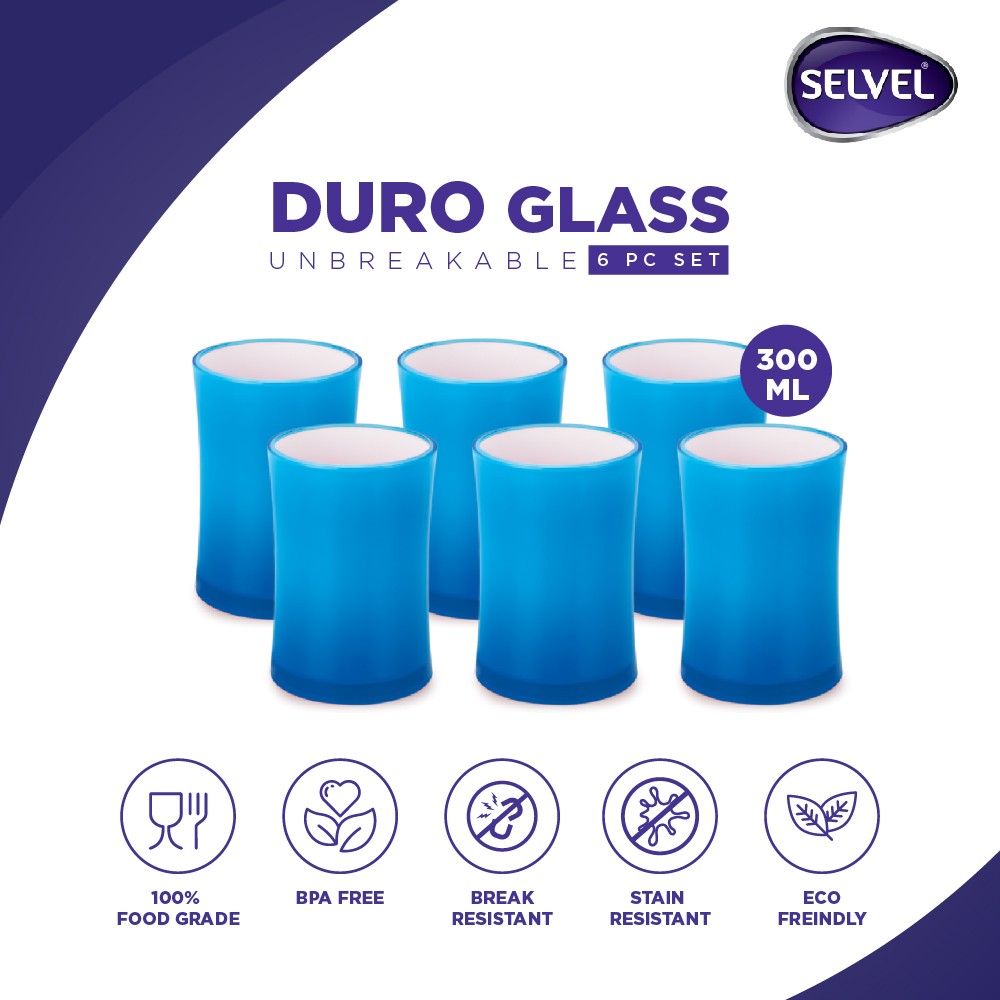 SELVEL®
DURO GLASS
UNBREAKABLE 6 PC SET
300
ML
100%
FOOD GRADE
BPA FREE
BREAK
RESISTANT
STAIN
RESISTANT
ECO
FREINDLY